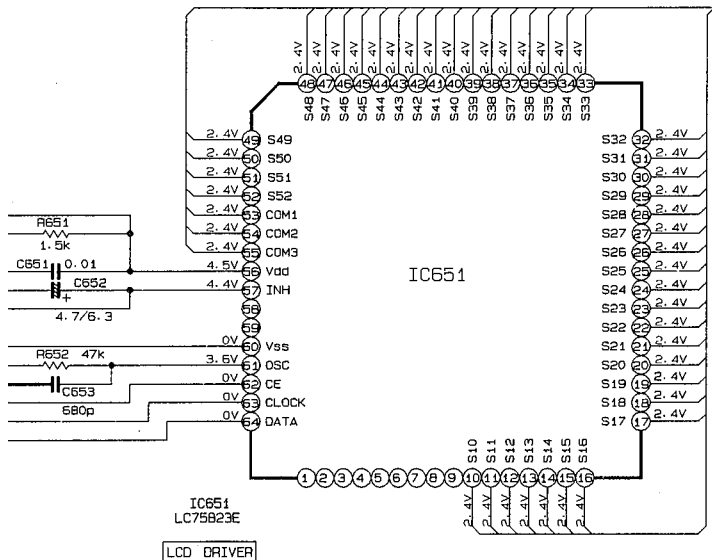 2.4V 2.4V 2.4V 2.4V 2.4V 2.4V 2.4V 2.4V 2.4V 2.4V 2.4V 2.4V 2.4V 2.4V 2.4V 2.4V
48 47 46 45 44 43 42 41 40 39 38 37 36 35 34 33
S48 S47 S46 S45 S44 S43 S42 S41 S40 S39 S38 S37 S36 S35 S34 S33
2.4V 49 S49
2.4V 50 S50
2.4V 51 S51
2.4V 52 S52
2.4V 53 COM1
2.4V 54 COM2
2.4V 55 COM3
4.5V 56 Vdd
4.4V 57 INH
58
59
0V 60 Vss
3.6V 61 OSC
0V 62 CE
0V 63 CLOCK
0V 64 DATA
R651
1.5k
C651 0.01
C652
+
4.7/6.3
R652 47k
C653
680p
IC651
S32 32 2.4V
S31 31 2.4V
S30 30 2.4V
S29 29 2.4V
S28 28 2.4V
S27 27 2.4V
S26 26 2.4V
S25 25 2.4V
S24 24 2.4V
S23 23 2.4V
S22 22 2.4V
S21 21 2.4V
S20 20 2.4V
S19 19 2.4V
S18 18 2.4V
S17 17 2.4V
S10 S11 S12 S13 S14 S15 S16
1 2 3 4 5 6 7 8 9 10 11 12 13 14 15 16
2.4V 2.4V 2.4V 2.4V 2.4V 2.4V 2.4V
IC651
LC75823E
LCD DRIVER